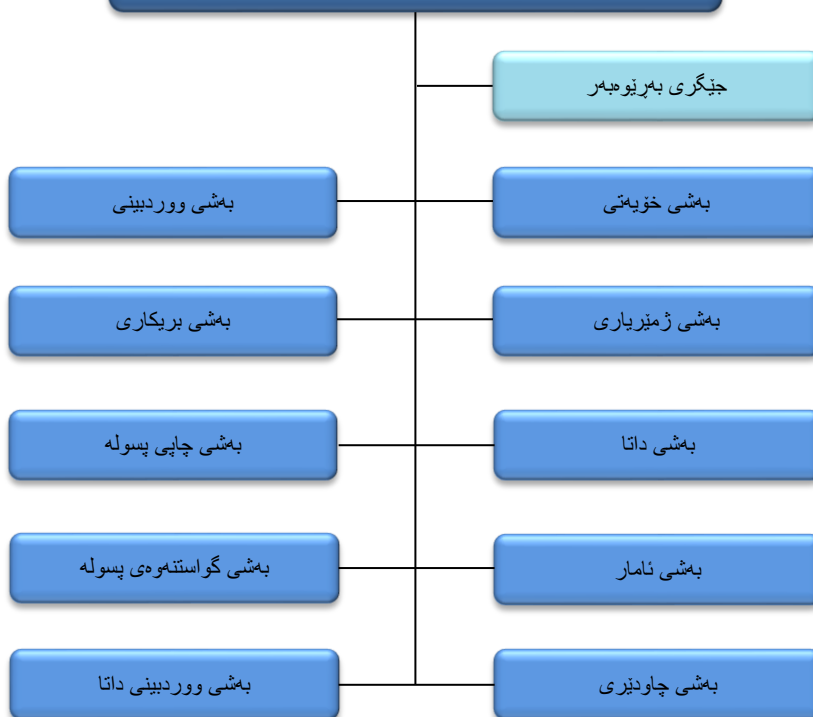 جێگری بەڕێوەبەر
بەشی خۆیەتی
بەشی ووردبینی
بەشی ژمێریاری
بەشی بریکاری
بەشی داتا
بەشی چاپی پسولە
بەشی ئامار
بەشی گواستنەوەی پسولە
بەشی چاودێری
بەشی ووردبینی داتا